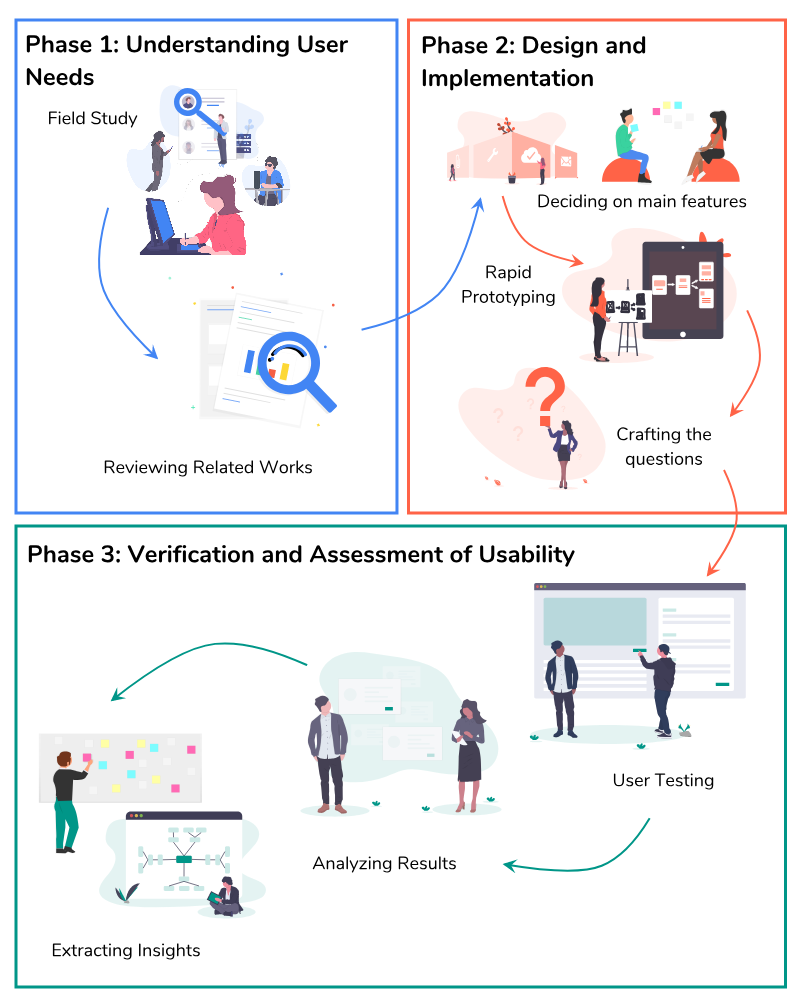 Phase 1: Understanding User
Needs
Field Study
Reviewing Related Works
Phase 2: Design and
Implementation
Deciding on main features
Rapid
Prototyping
?
?
?
?
Crafting the
questions
Phase 3: Verification and Assessment of Usability
User Testing
Analyzing Results
Extracting Insights